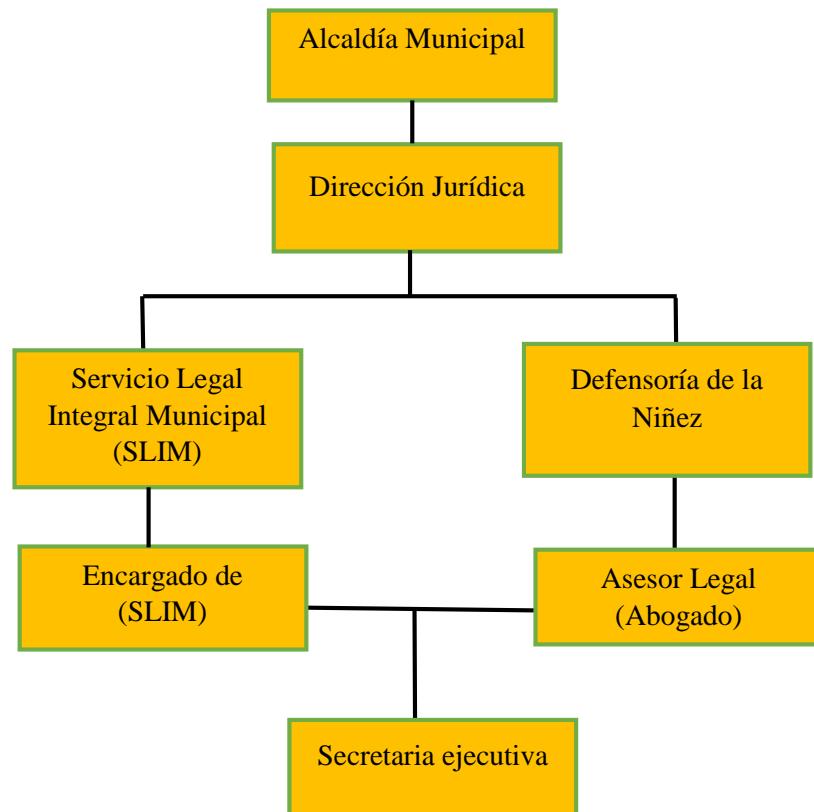 Alcaldía Municipal
Dirección Jurídica
Servicio Legal
Integral Municipal
(SLIM)
Defensoría de la
Niñez
Encargado de
(SLIM)
Asesor Legal
(Abogado)
Secretaria ejecutiva